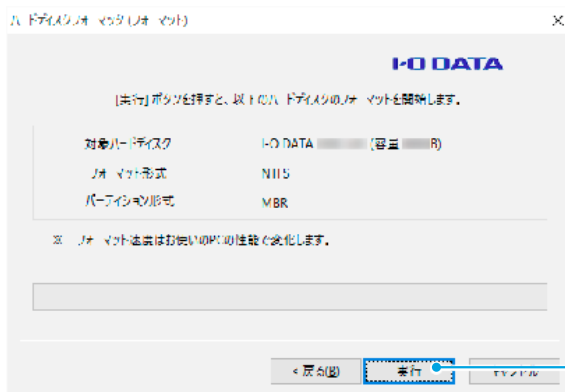 ハードディスクフォーマッタ (フォーマット)
I-O DATA
[実行] ボタンを押すと、以下のハードディスクのフォーマットを開始します。
対象ハードディスク I-O DATA (容量 B)
フォーマット形式 NTFS
パーティション形式 MBR
※ フォーマット速度はお使いのPCの性能で変化します。
< 戻る(B) 実行 キャンセル